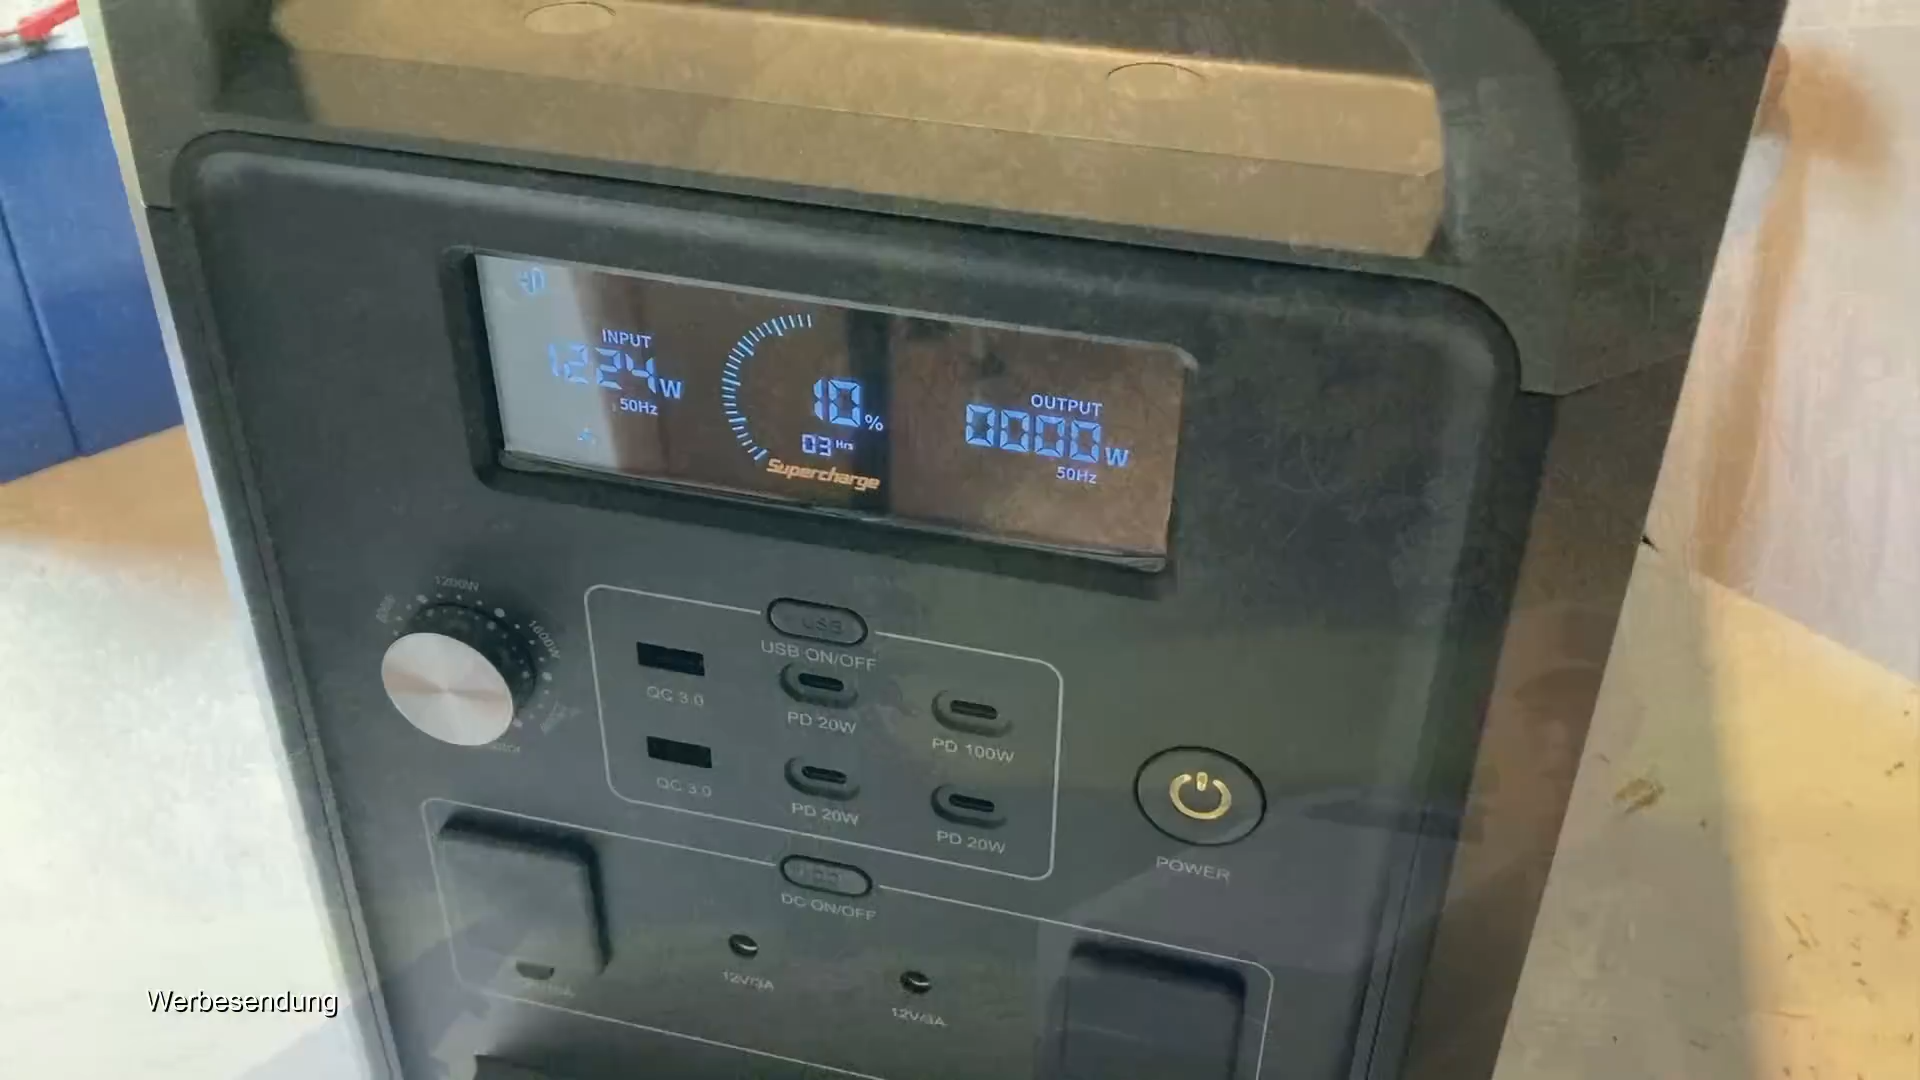 INPUT
1224W
50Hz
10%
03 Hrs
Supercharge
OUTPUT
0000W
50Hz
1200W
1600W
USB
USB ON/OFF
QC 3.0
PD 20W
PD 100W
QC 3.0
PD 20W
PD 20W
POWER
DC ON/OFF
12V/3A
12V/3A
Werbesendung